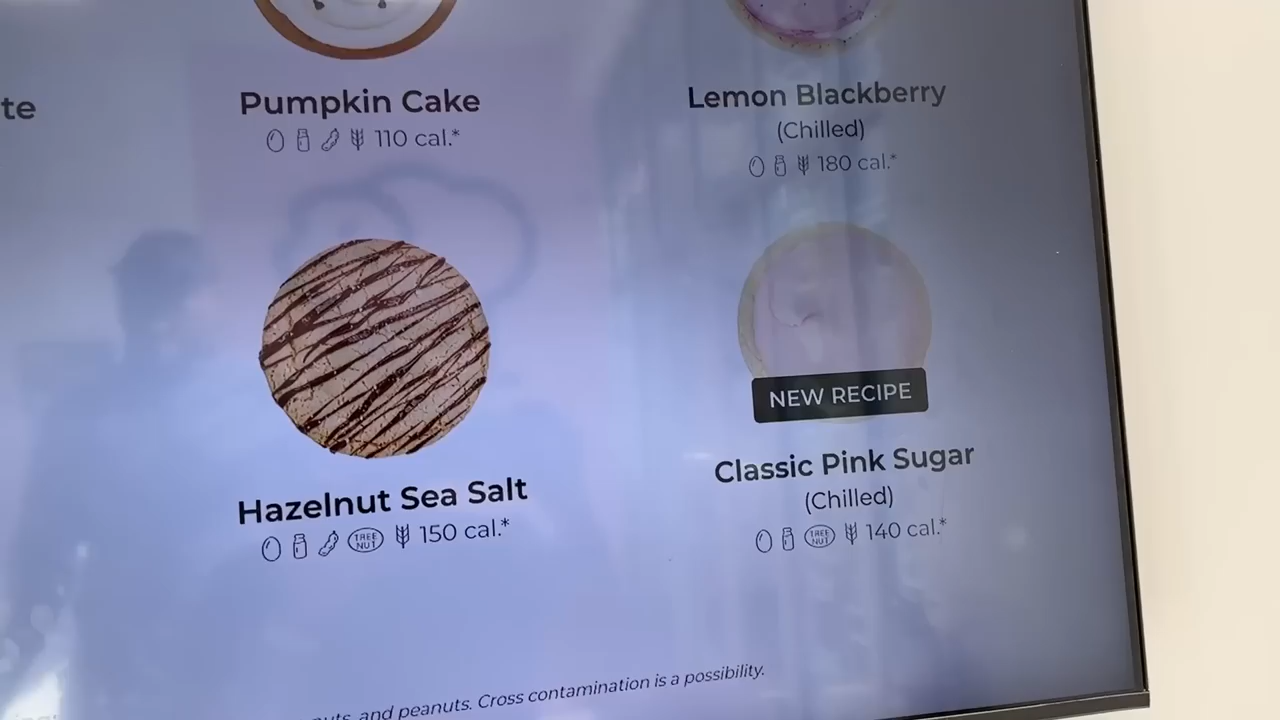 te
Pumpkin Cake
110 cal.*
Lemon Blackberry
(Chilled)
180 cal.*
NEW RECIPE
Hazelnut Sea Salt
TREE NUT 150 cal.*
Classic Pink Sugar
(Chilled)
TREE NUT 140 cal.*
and peanuts. Cross contamination is a possibility.